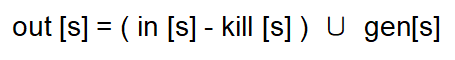 out [s] = ( in [s] - kill [s] ) ∪ gen[s]